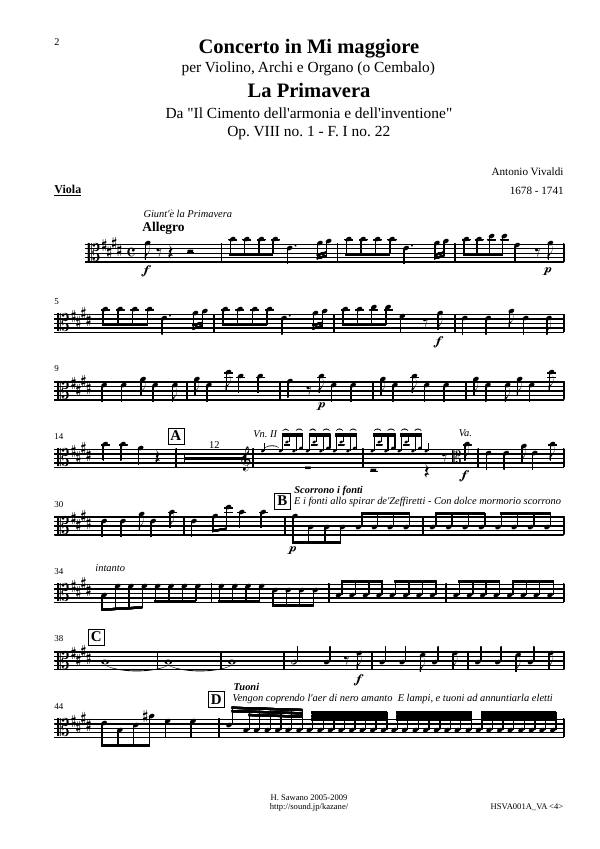 2
Concerto in Mi maggiore
per Violino, Archi e Organo (o Cembalo)
La Primavera
Da "Il Cimento dell'armonia e dell'inventione"
Op. VIII no. 1 - F. I no. 22
Antonio Vivaldi
Viola
1678 - 1741
Giunt'è la Primavera
Allegro
f
p
5
f
9
p
14
A
12
Vn. II
Va.
f
Scorrono i fonti
30
B
E i fonti allo spirar de'Zeffiretti - Con dolce mormorio scorrono
p
34
intanto
38
C
f
Tuoni
44
D
Vengon coprendo l'aer di nero amanto E lampi, e tuoni ad annuntiarla eletti
H. Sawano 2005-2009
http://sound.jp/kazane/
HSVA001A_VA <4>